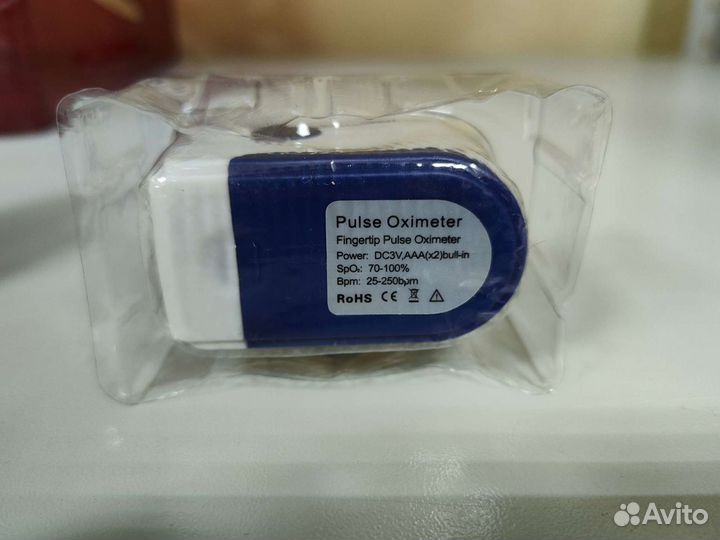 Pulse Oximeter
Fingertip Pulse Oximeter
Power: DC3V,AAA(x2)bull-in
SpO₂: 70-100%
Bpm: 25-250bpm
RoHS CE
Avito